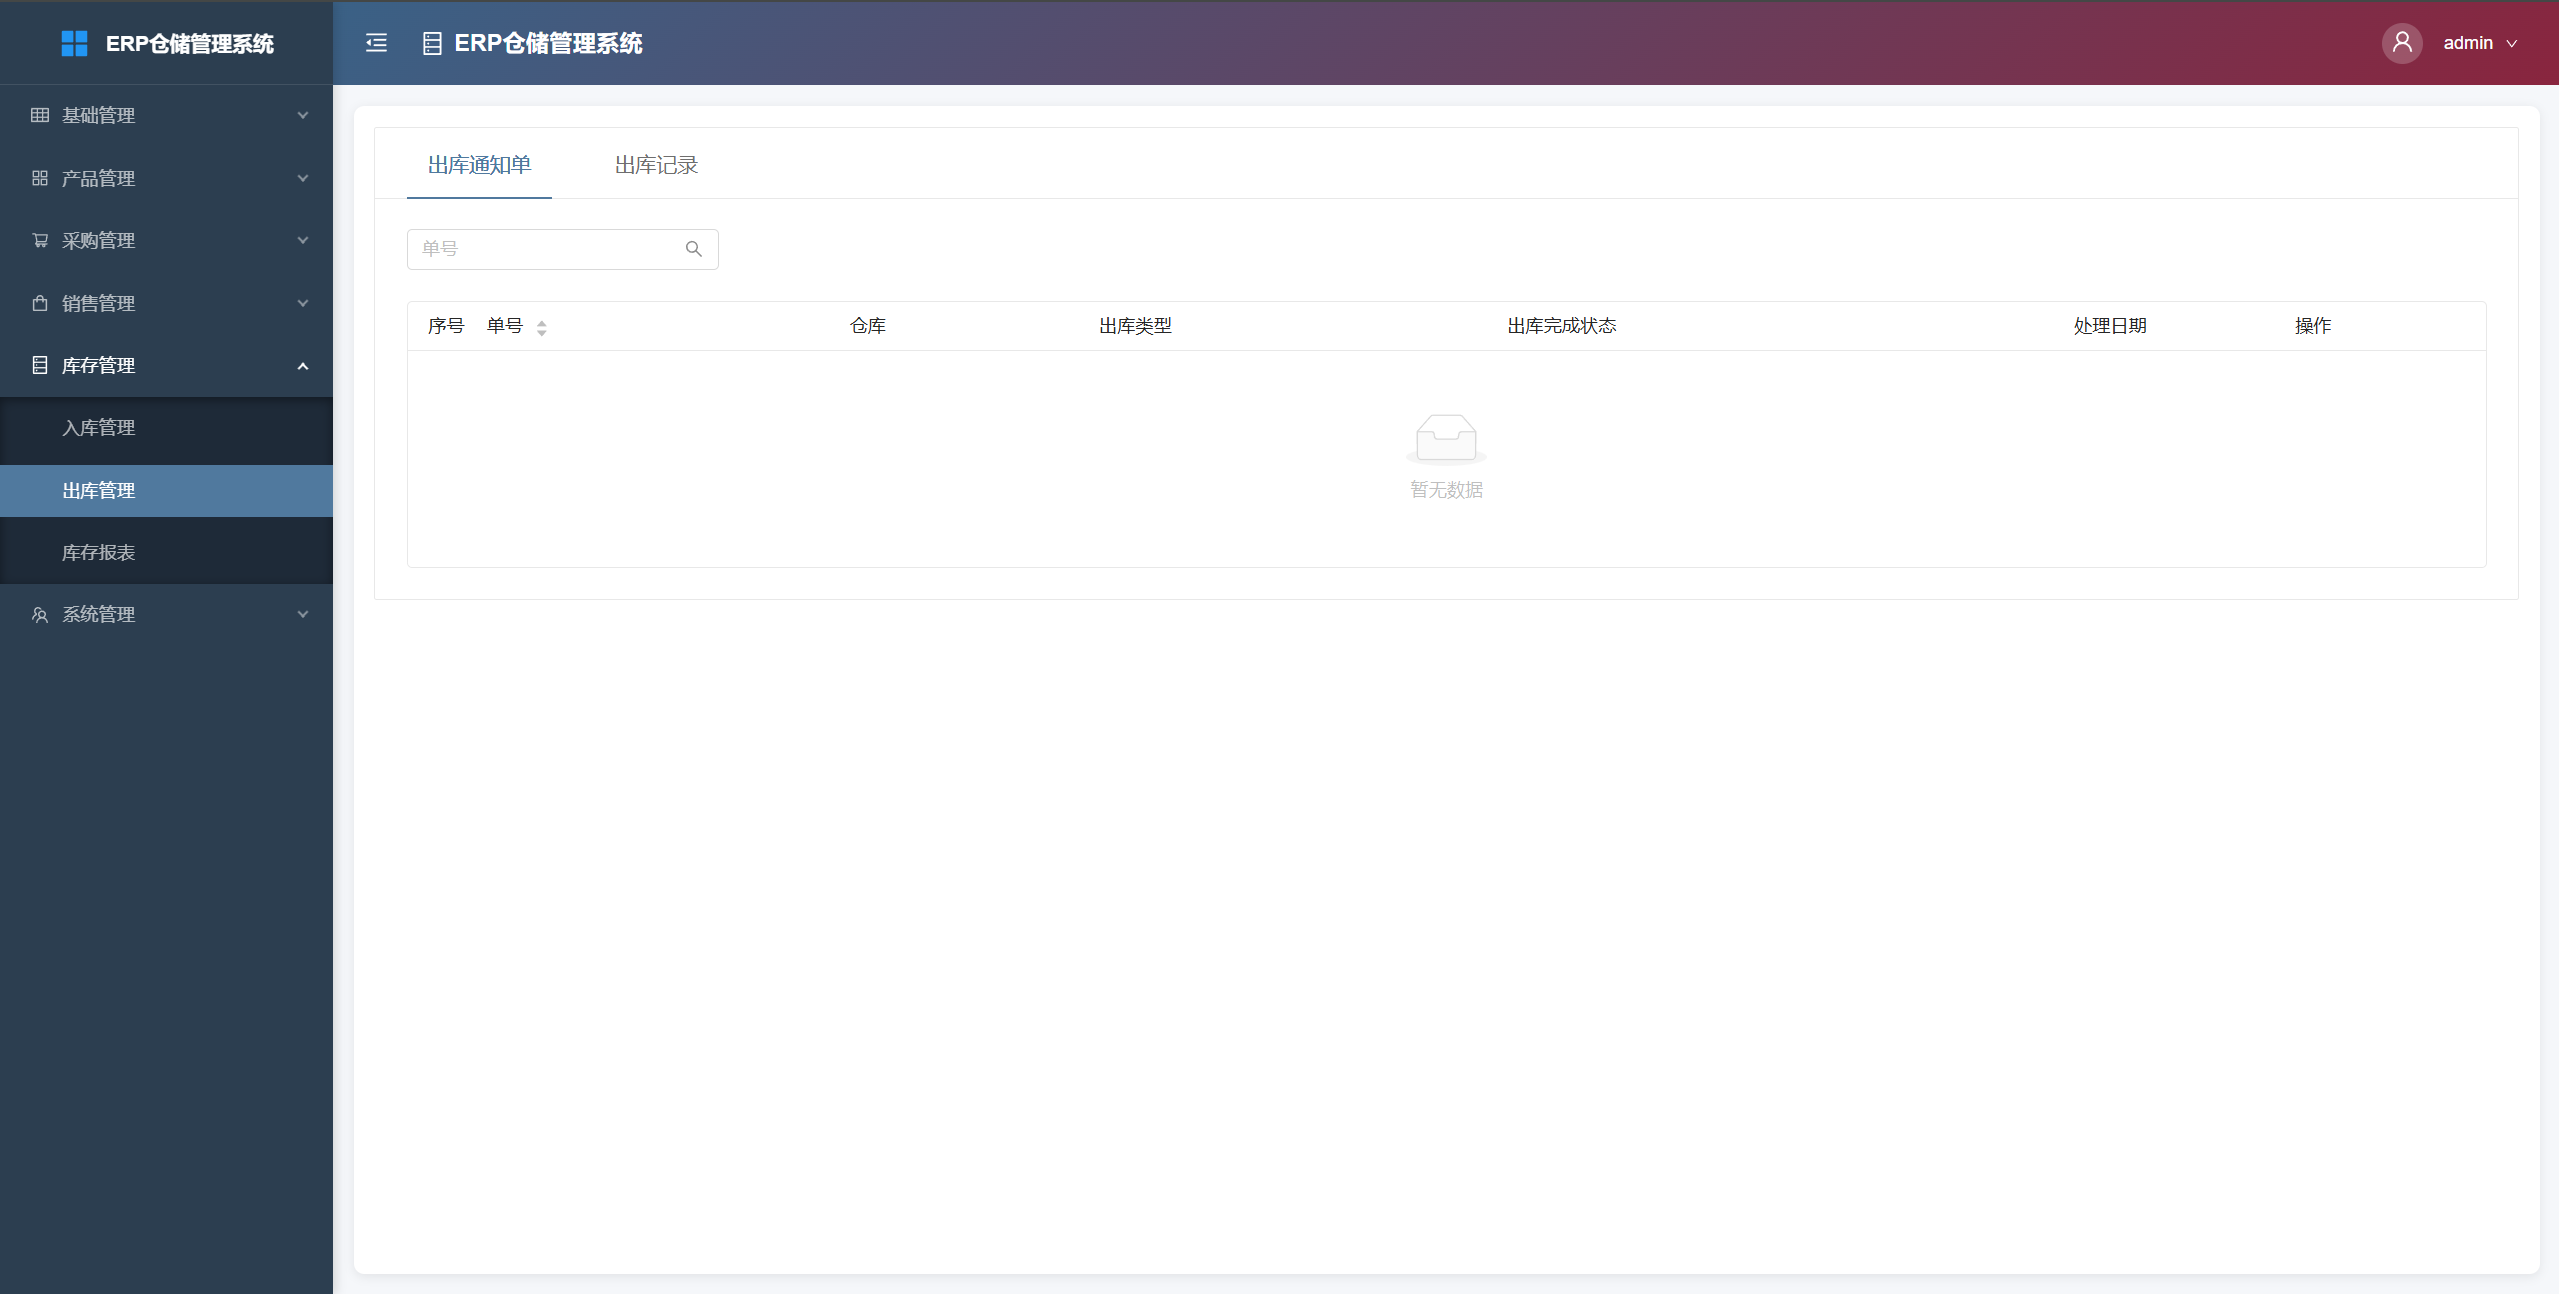 ERP仓储管理系统
ERP仓储管理系统
admin
基础管理
产品管理
采购管理
销售管理
库存管理
入库管理
出库管理
库存报表
系统管理
出库通知单 出库记录
单号
序号 单号 仓库 出库类型 出库完成状态 处理日期 操作
暂无数据